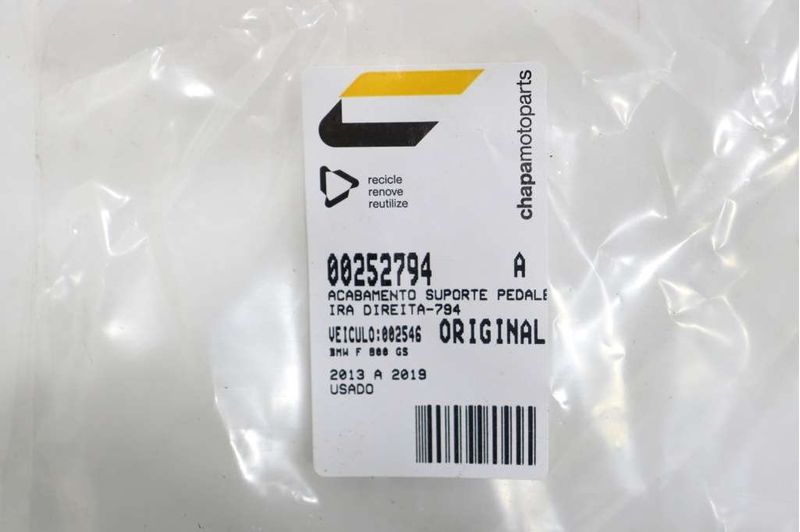 chapamotoparts
recicle
renove
reutilize
00252794 A
ACABAMENTO SUPORTE PEDALE
IRA DIREITA-794
VEICULO:002546 ORIGINAL
BMW F 800 GS
2013 A 2019
USADO